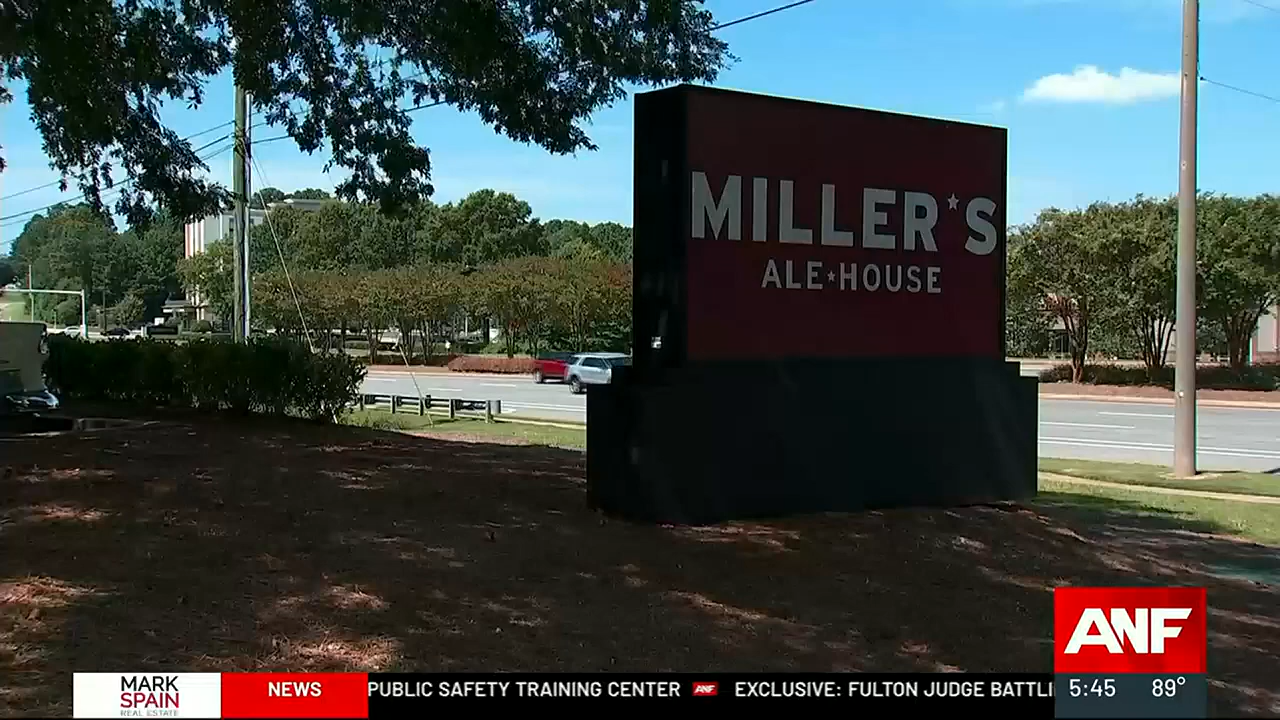 MILLER'S
ALE★HOUSE
ANF
MARK
SPAIN
REAL ESTATE
NEWS
PUBLIC SAFETY TRAINING CENTER ANF EXCLUSIVE: FULTON JUDGE BATTLI
5:45 89°